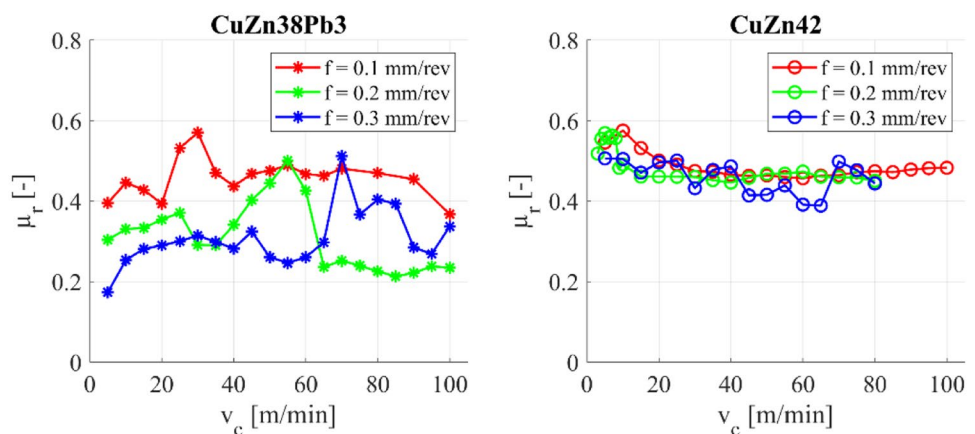 CuZn38Pb3
0.8
0.6
0.4
0.2
0
μr [-]
f = 0.1 mm/rev
f = 0.2 mm/rev
f = 0.3 mm/rev
0 20 40 60 80 100
vc [m/min]
CuZn42
0.8
0.6
0.4
0.2
0
μr [-]
f = 0.1 mm/rev
f = 0.2 mm/rev
f = 0.3 mm/rev
0 20 40 60 80 100
vc [m/min]